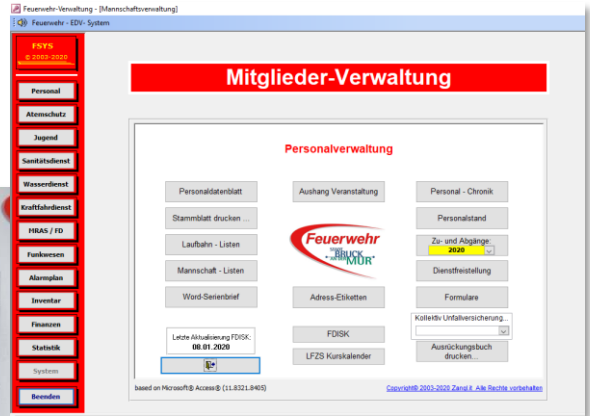 Feuerwehr-Verwaltung - [Mannschaftsverwaltung]
Feuerwehr - EDV- System
FSYS
© 2003-2020
Personal
Atemschutz
Jugend
Sanitätsdienst
Wasserdienst
Kraftfahrdienst
MRAS / FD
Funkwesen
Alarmplan
Inventar
Finanzen
Statistik
System
Beenden
Mitglieder-Verwaltung
Personalverwaltung
Personaldatenblatt
Aushang Veranstaltung
Personal - Chronik
Stammblatt drukken ...
Personalstand
Laufbahn - Listen
Feuerwehr
BRUCK
MUR
Zu- und Abgänge:
2020
Mannschaft - Listen
Dienstfreistellung
Word-Serienbrief
Adress-Etiketten
Formulare
Kollektiv Unfallversicherung...
Letzte Aktualisierung FDISK:
08.01.2020
FDISK
LFZS Kurskalender
Ausrückungsbuch
drucken...
based on Microsoft® Access® (11.8321.8405)
Copyright© 2003-2020 Zangl.it Alle Rechte vorbehalten